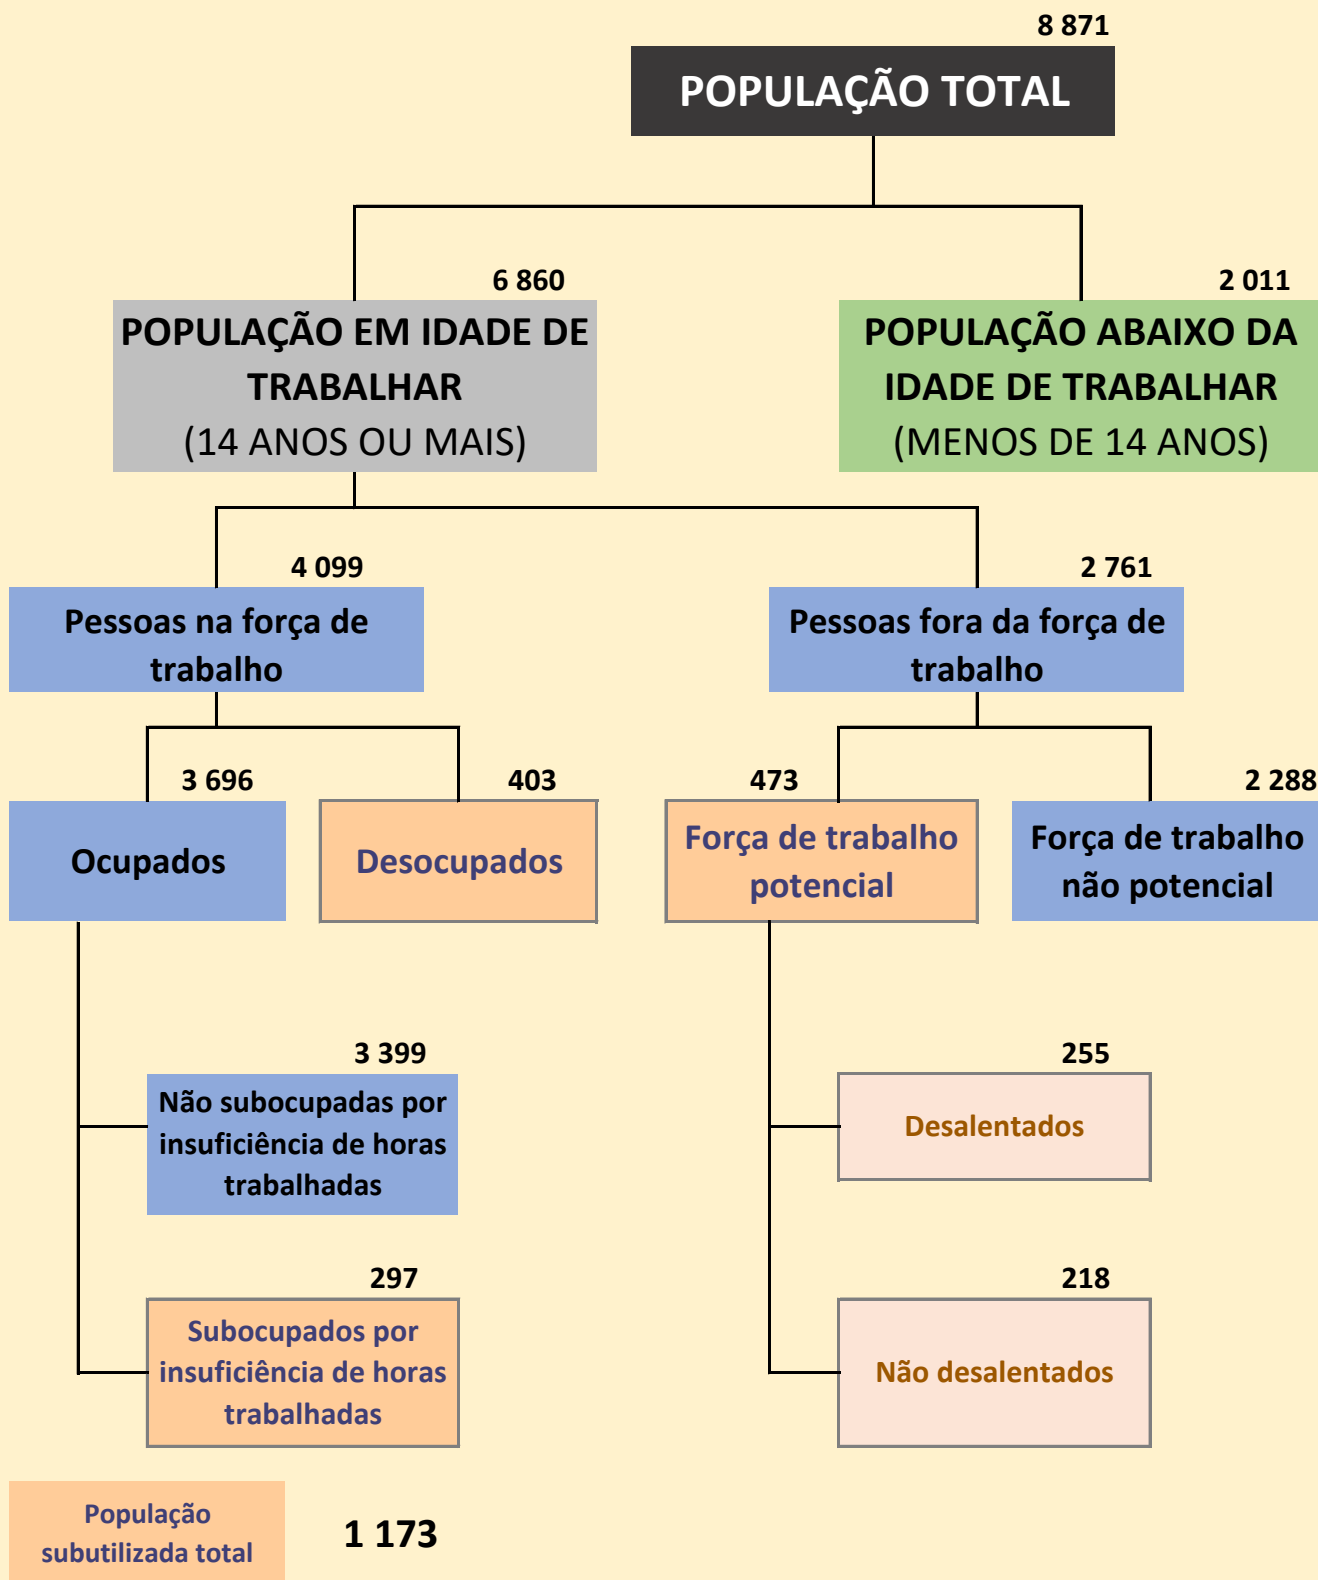 8 871
POPULAÇÃO TOTAL
6 860
POPULAÇÃO EM IDADE DE
TRABALHAR
(14 ANOS OU MAIS)
2 011
POPULAÇÃO ABAIXO DA
IDADE DE TRABALHAR
(MENOS DE 14 ANOS)
4 099
Pessoas na força de
trabalho
2 761
Pessoas fora da força de
trabalho
3 696
Ocupados
403
Desocupados
473
Força de trabalho
potencial
2 288
Força de trabalho
não potencial
3 399
Não subocupadas por
insuficiência de horas
trabalhadas
255
Desalentados
297
Subocupados por
insuficiência de horas
trabalhadas
218
Não desalentados
População
subutilizada total
1 173